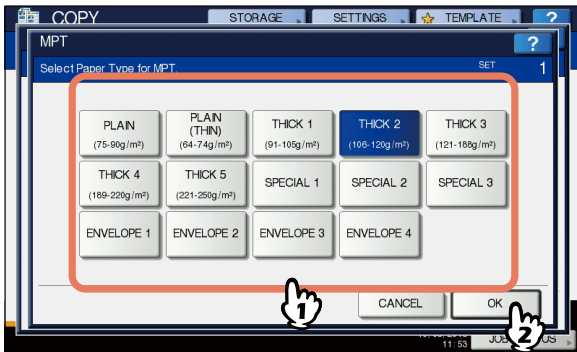 COPY STORAGE SETTINGS TEMPLATE ?
MPT ?
Select Paper Type for MPT. SET 1
PLAIN
(75-90g/m²)
PLAIN
(THIN)
(64-74g/m²)
THICK 1
(91-105g/m²)
THICK 2
(106-120g/m²)
THICK 3
(121-188g/m²)
THICK 4
(189-220g/m²)
THICK 5
(221-250g/m²)
SPECIAL 1
SPECIAL 2
SPECIAL 3
ENVELOPE 1
ENVELOPE 2
ENVELOPE 3
ENVELOPE 4
1
CANCEL
OK
2
11:53